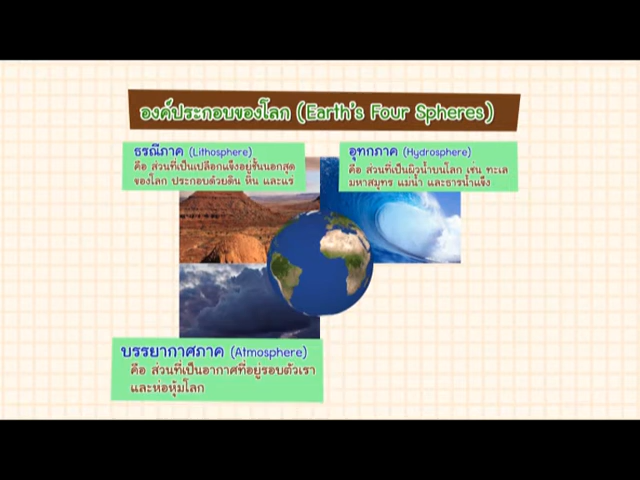 องค์ประกอบของโลก (Earth's Four Spheres)
ธรณีภาค (Lithosphere)
คือ ส่วนที่เป็นเปลือกแข็งอยู่ชั้นนอกสุด
ของโลก ประกอบด้วยดิน หิน และแร่
อุทกภาค (Hydrosphere)
คือ ส่วนที่เป็นผิวน้ำบนโลก เช่น ทะเล
มหาสมุทร แม่น้ำ และธารน้ำแข็ง
บรรยากาศภาค (Atmosphere)
คือ ส่วนที่เป็นอากาศที่อยู่รอบตัวเรา
และห่อหุ้มโลก